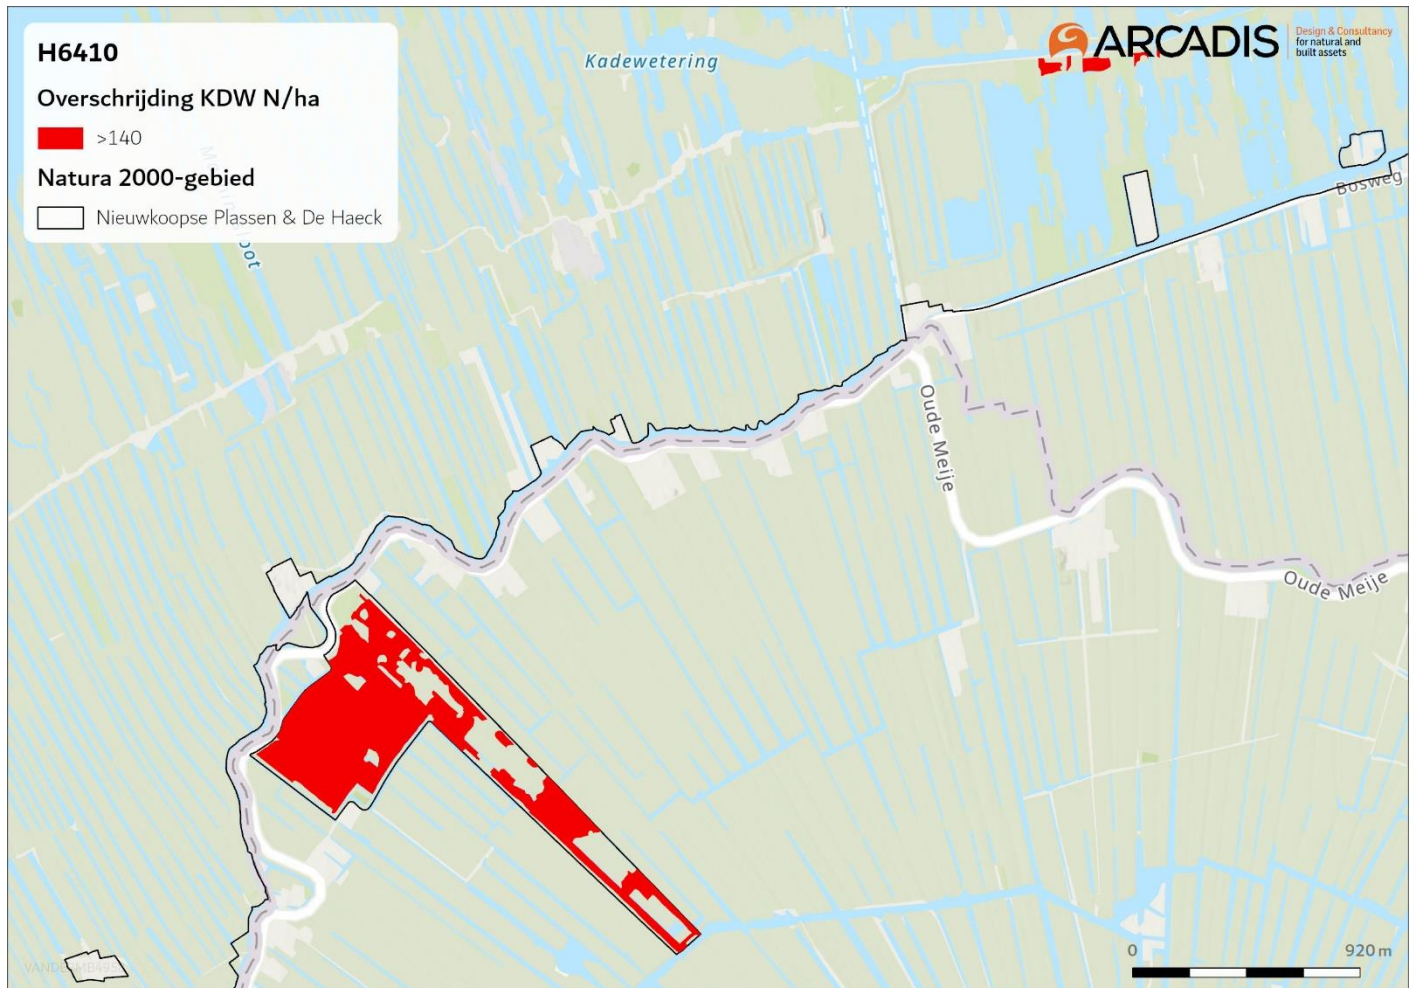 H6410
Overschrijding KDW N/ha
>140
Natura 2000-gebied
Nieuwkoopse Plassen & De Haeck
Kadewetering
ARCADIS
Design & Consultancy
for natural and
built assets
Bosweg
Oude Meije
Oude Meije
0
920 m